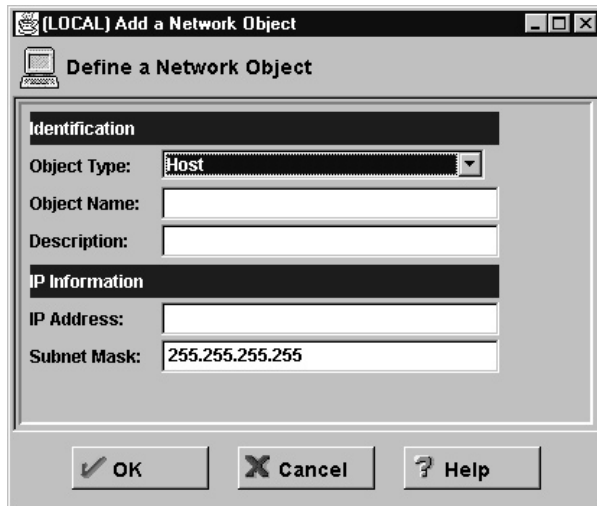 (LOCAL) Add a Network Object
Define a Network Object
Identification
Object Type: Host
Object Name:
Description:
IP Information
IP Address:
Subnet Mask: 255.255.255.255
OK Cancel ? Help